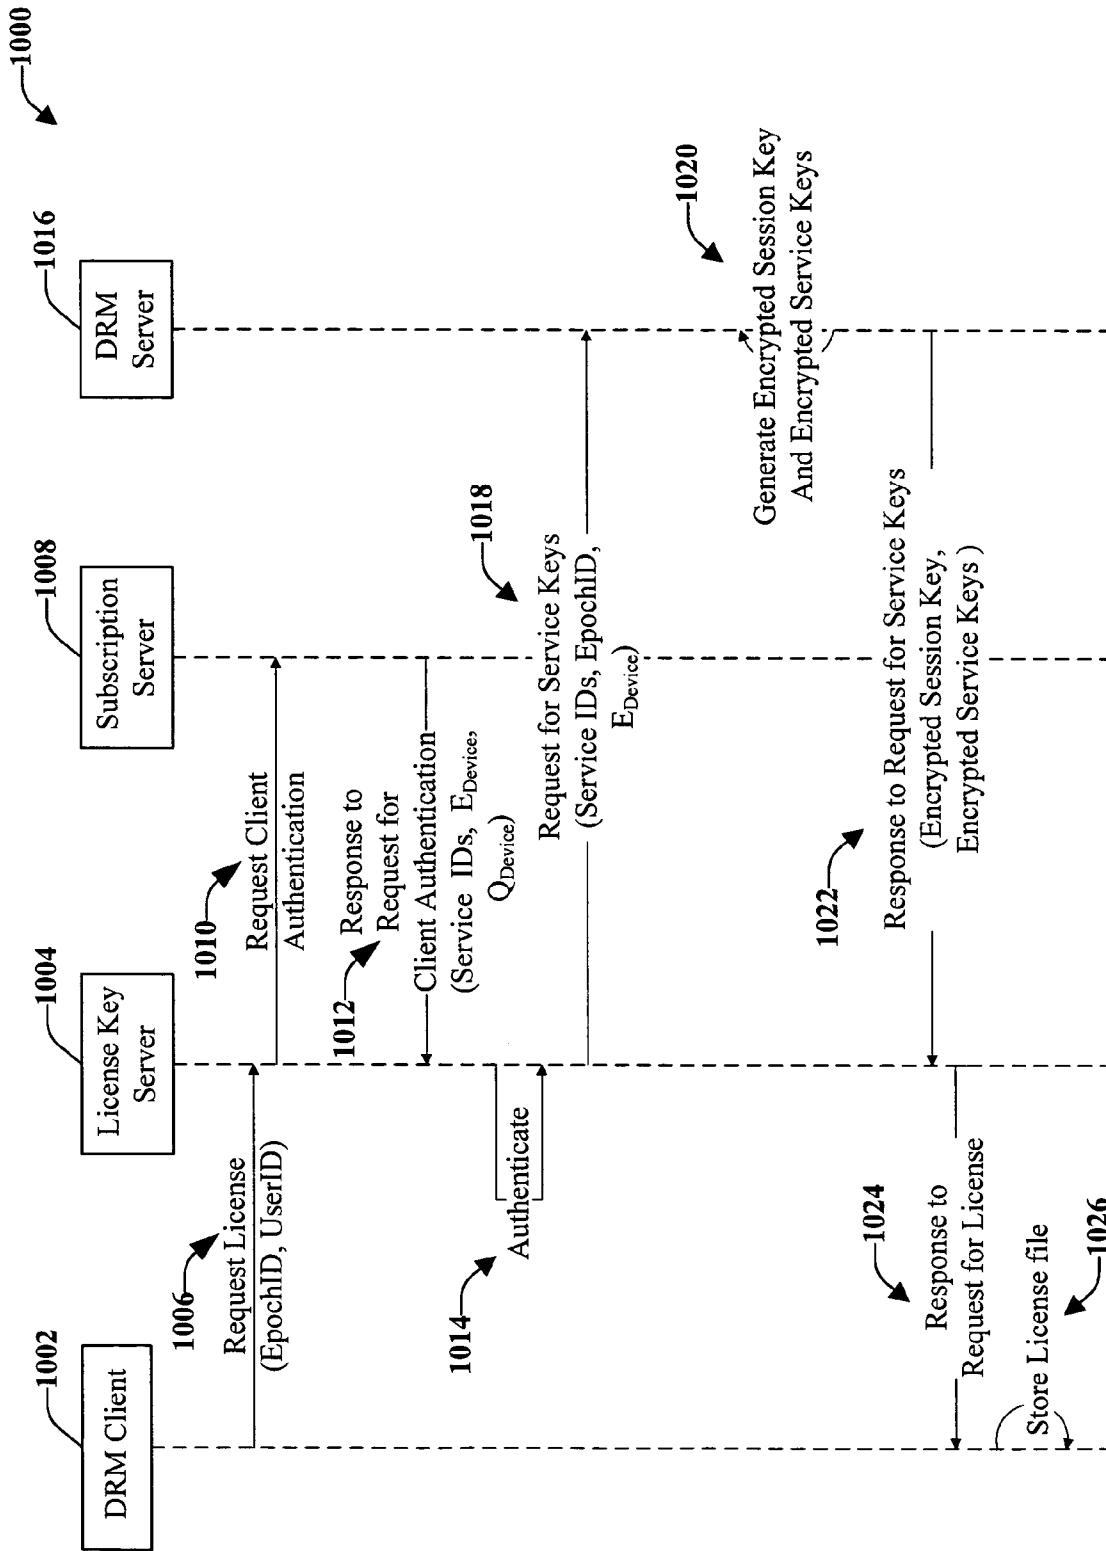 1000
1002
DRM Client
1004
License Key
Server
1008
Subscription
Server
1016
DRM
Server
1006
Request License
(EpochID, UserID)
1010
Request Client
Authentication
1012
Response to
Request for
Client Authentication
(Service IDs, EDevice,
QDevice)
1014
Authenticate
1018
Request for Service Keys
(Service IDs, EpochID,
EDevice)
1020
Generate Encrypted Session Key
And Encrypted Service Keys
1022
Response to Request for Service Keys
(Encrypted Session Key,
Encrypted Service Keys )
1024
Response to
Request for License
Store License file
1026